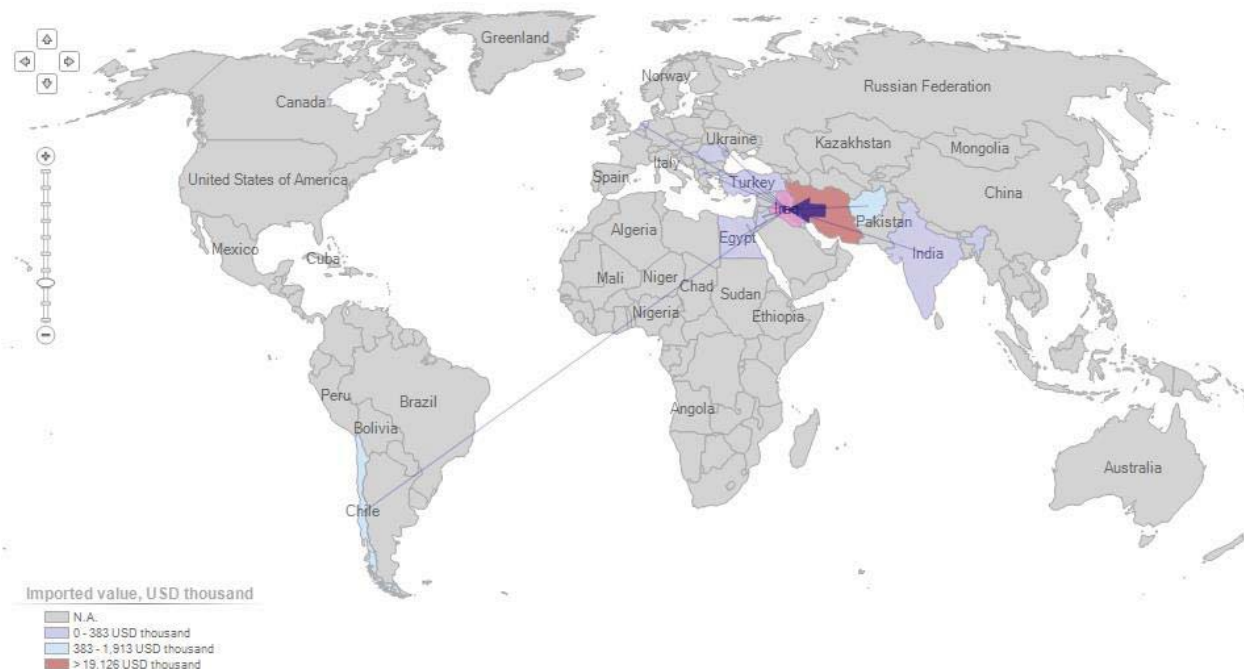 Greenland
Norway
Russian Federation
Canada
Ukraine
Kazakhstan
Mongolia
Italy
United States of America
Spain
Turkey
China
Algeria
Pakistan
Mexico
Egypt
India
Cuba
Mali
Niger
Chad
Sudan
Nigeria
Ethiopia
Peru
Brazil
Angola
Bolivia
Australia
Chile
Imported value, USD thousand
N.A.
0 - 383 USD thousand
383 - 1,913 USD thousand
> 19,126 USD thousand